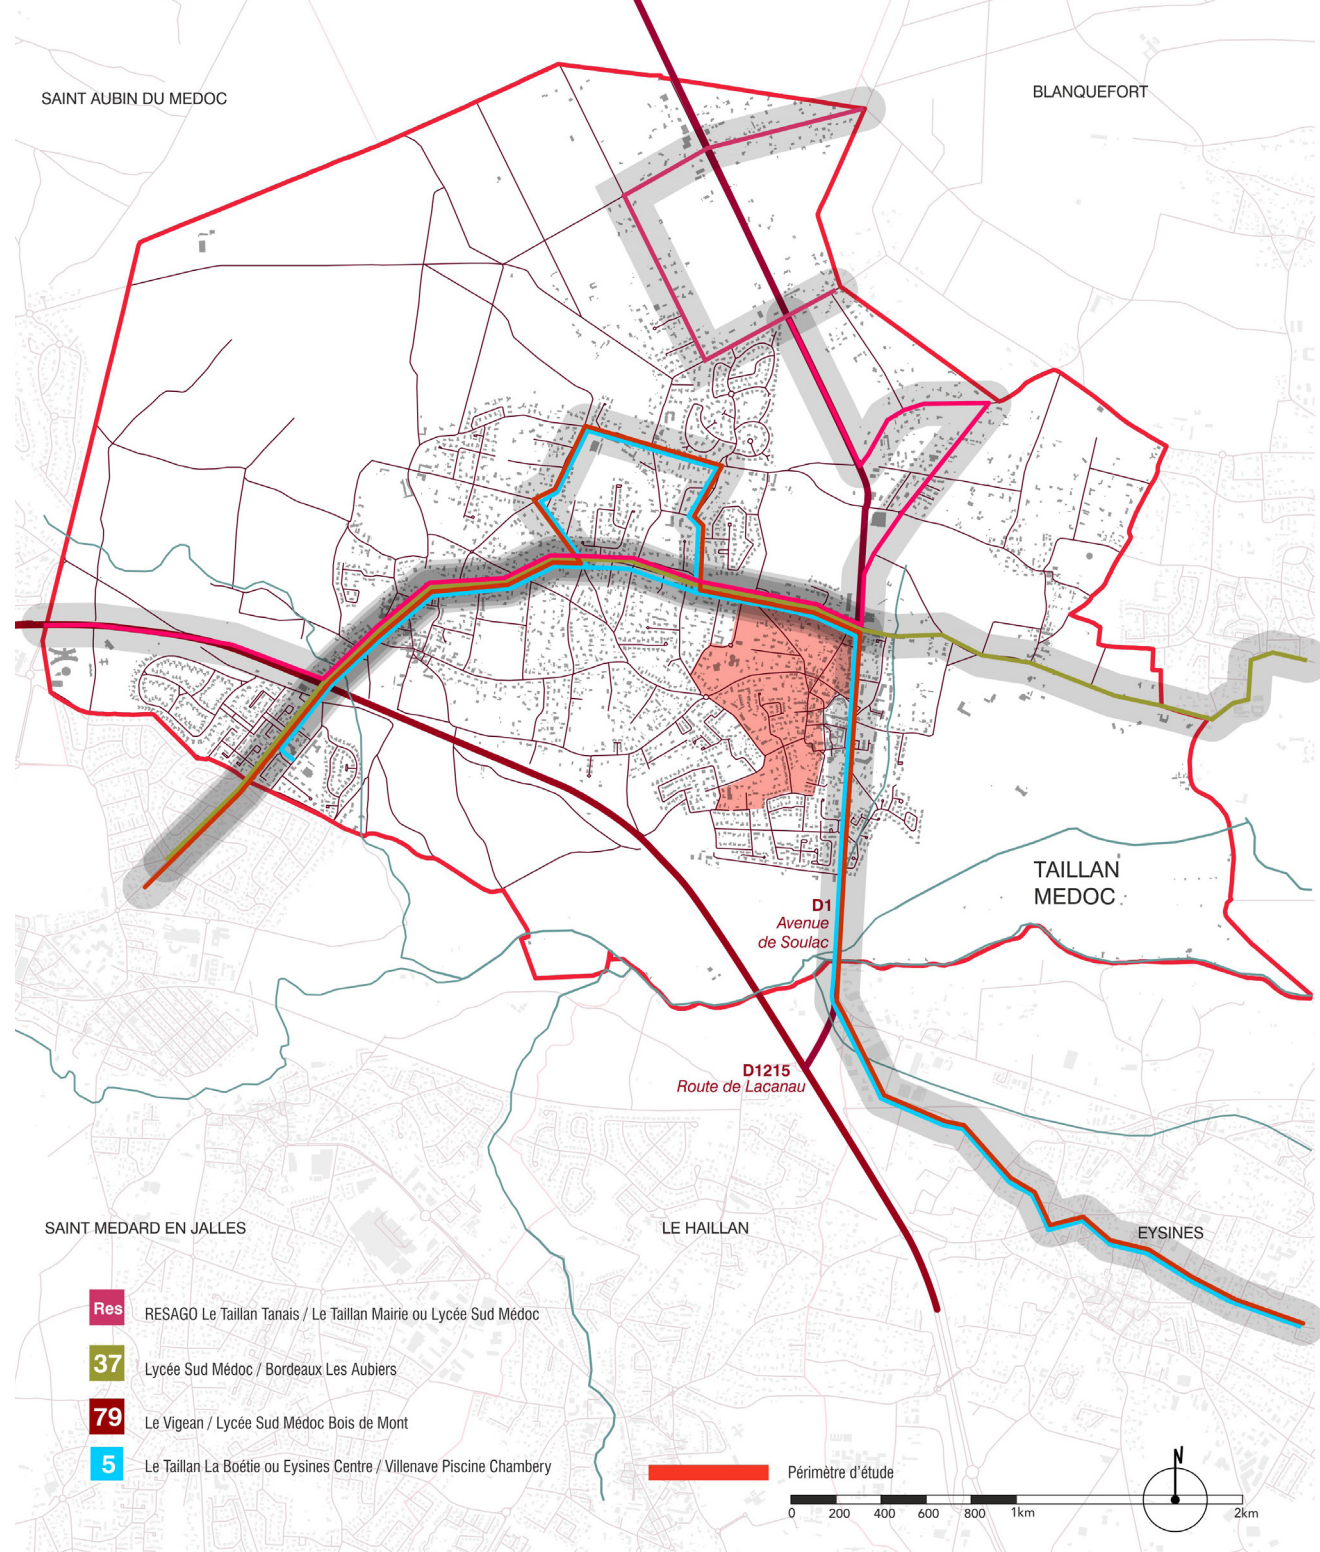 SAINT AUBIN DU MEDOC
BLANQUEFORT
TAILLAN
MEDOC
D1
Avenue
de Soulac
D1215
Route de Lacanau
SAINT MEDARD EN JALLES
LE HAILLAN
EYSINES
Res RESAGO Le Taillan Tanais / Le Taillan Mairie ou Lycée Sud Médoc
37 Lycée Sud Médoc / Bordeaux Les Aubiers
79 Le Vigean / Lycée Sud Médoc Bois de Mont
5 Le Taillan La Boétie ou Eysines Centre / Villenave Piscine Chambery
Périmètre d'étude
N
0 200 400 600 800 1km 2km